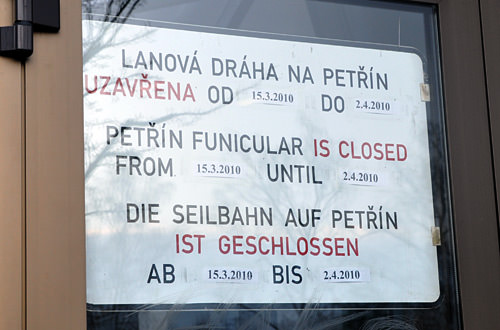 LANOVÁ DRÁHA NA PETŘÍN
UZAVŘENA OD 15.3.2010 DO 2.4.2010
PETŘÍN FUNICULAR IS CLOSED
FROM 15.3.2010 UNTIL 2.4.2010
DIE SEILBAHN AUF PETŘÍN
IST GESCHLOSSEN
AB 15.3.2010 BIS 2.4.2010